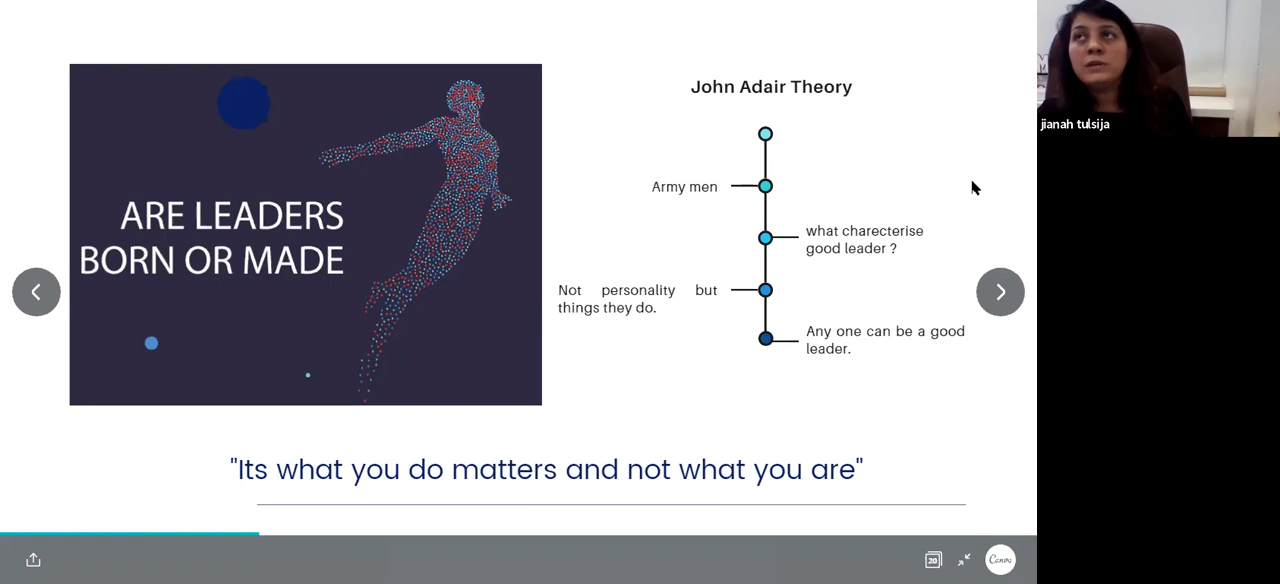 ARE LEADERS
BORN OR MADE
John Adair Theory
Army men
what charecterise
good leader ?
Not personality but
things they do.
Any one can be a good
leader.
"Its what you do matters and not what you are"
jianah tulsija
20
Canva